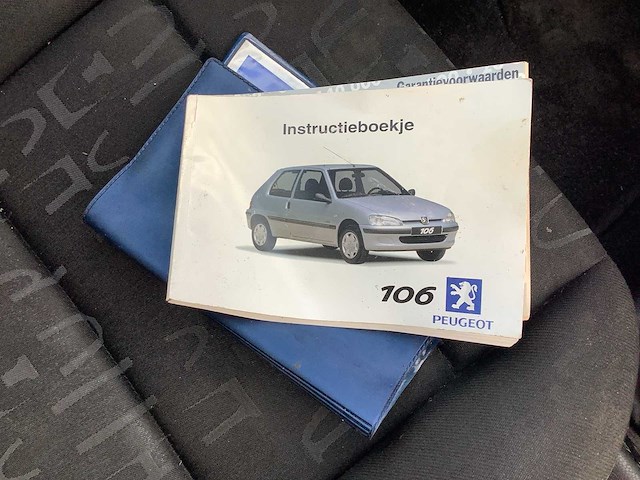 Garantievoorwaarden
Instructieboekje
106
106
PEUGEOT